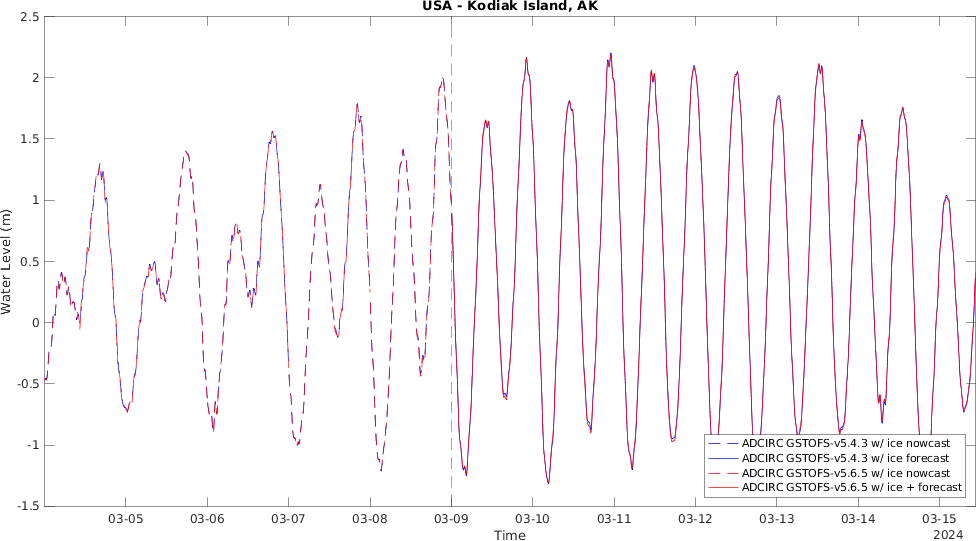 USA - Kodiak Island, AK
2.5
2
1.5
1
0.5
0
-0.5
-1
-1.5
Water Level (m)
ADCIRC GSTOFS-v5.4.3 w/ ice nowcast
ADCIRC GSTOFS-v5.4.3 w/ ice forecast
ADCIRC GSTOFS-v5.6.5 w/ ice nowcast
ADCIRC GSTOFS-v5.6.5 w/ ice + forecast
03-05 03-06 03-07 03-08 03-09 03-10 03-11 03-12 03-13 03-14 03-15
Time
2024